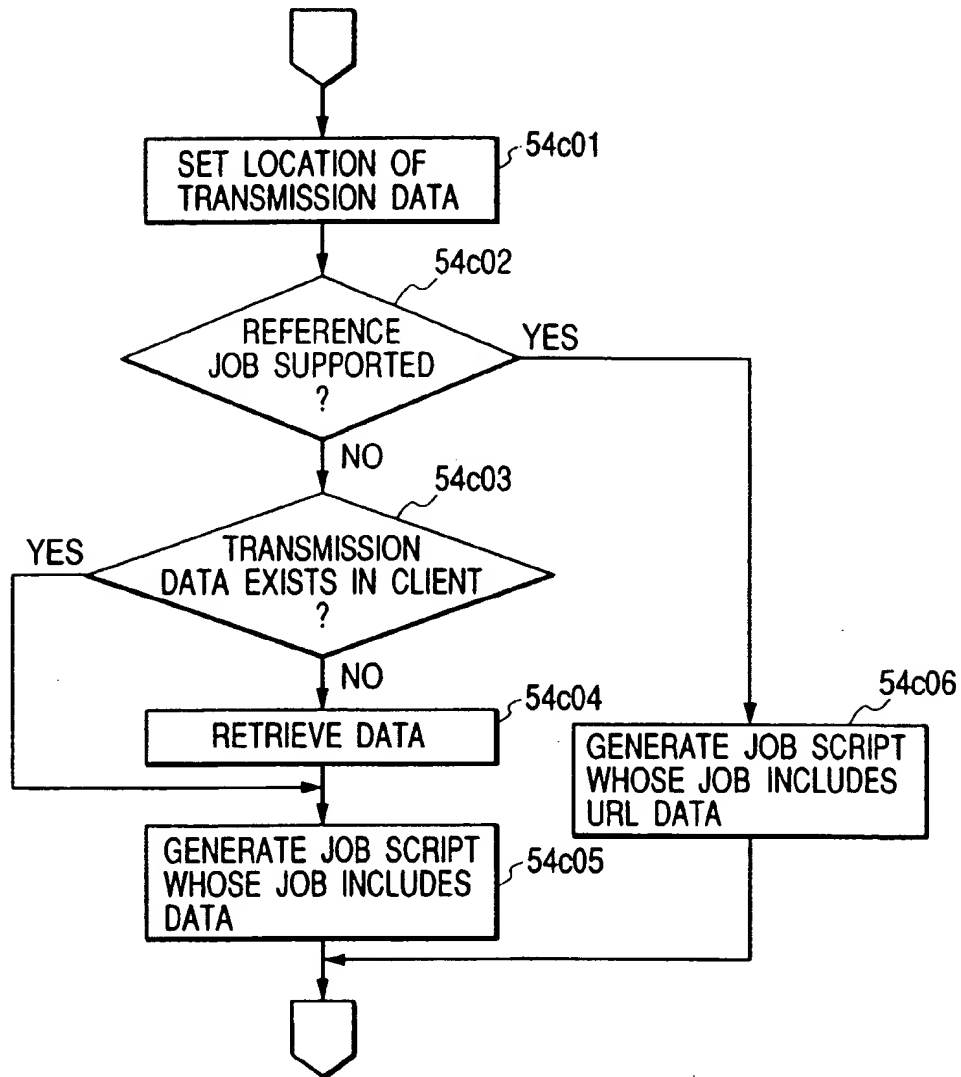 54c01
SET LOCATION OF
TRANSMISSION DATA
54c02
REFERENCE
JOB SUPPORTED
?
YES
NO
54c03
YES
TRANSMISSION
DATA EXISTS IN CLIENT
?
NO
54c04
RETRIEVE DATA
54c06
GENERATE JOB SCRIPT
WHOSE JOB INCLUDES
URL DATA
GENERATE JOB SCRIPT
WHOSE JOB INCLUDES
DATA
54c05